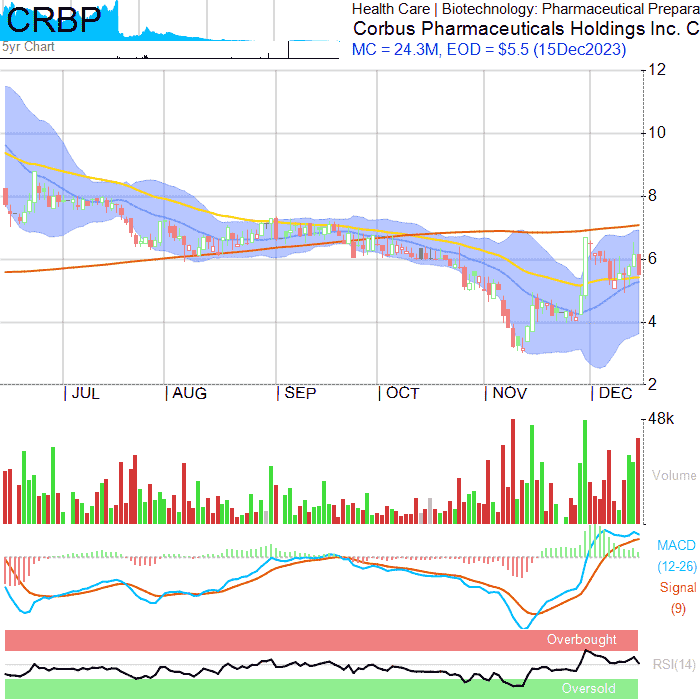 CRBP
Health Care | Biotechnology: Pharmaceutical Prepara
Corbus Pharmaceuticals Holdings Inc. C
MC = 24.3M, EOD = $5.5 (15Dec2023)
5yr Chart
12
10
8
6
4
2
| JUL | AUG | SEP | OCT | NOV | DEC
48k
Volume
MACD
(12-26)
Signal
(9)
Overbought
RSI(14)
Oversold